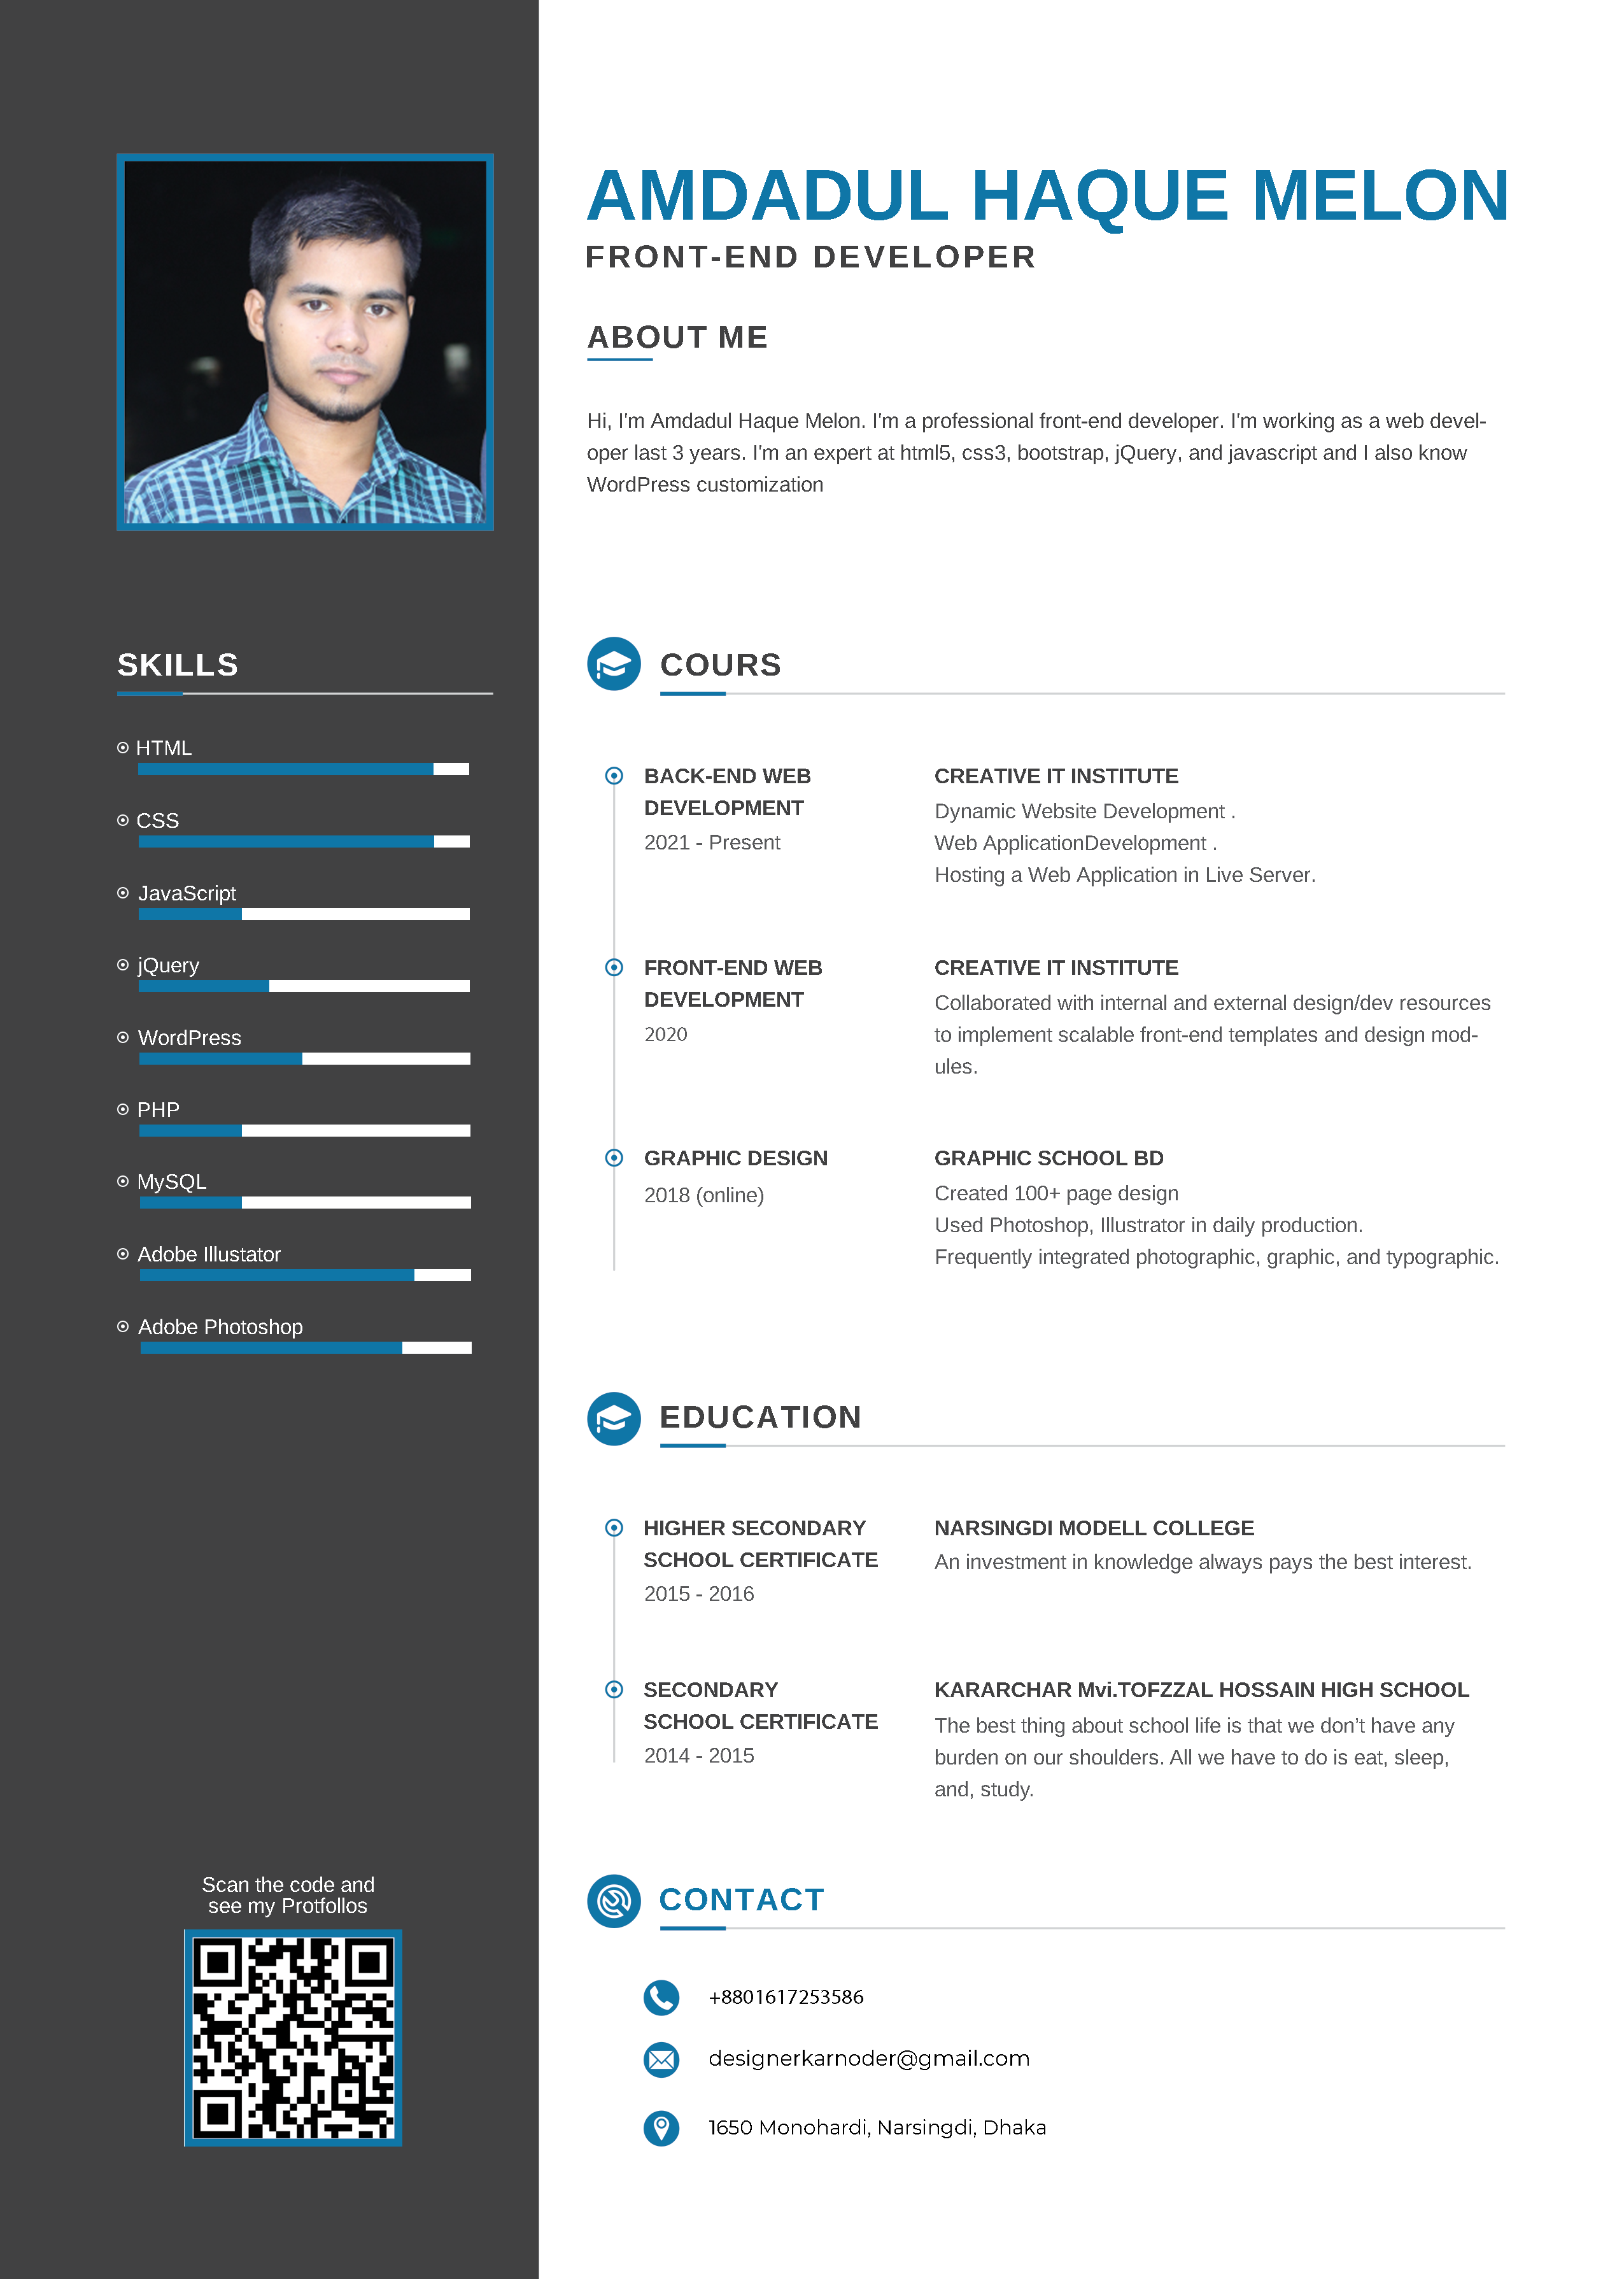 AMDADUL HAQUE MELON
FRONT-END DEVELOPER
ABOUT ME
Hi, I'm Amdadul Haque Melon. I'm a professional front-end developer. I'm working as a web devel-
oper last 3 years. I'm an expert at html5, css3, bootstrap, jQuery, and javascript and I also know
WordPress customization
SKILLS
HTML
CSS
JavaScript
jQuery
WordPress
PHP
MySQL
Adobe Illustator
Adobe Photoshop
Scan the code and
see my Protfollos
COURS
BACK-END WEB
DEVELOPMENT
2021 - Present
CREATIVE IT INSTITUTE
Dynamic Website Development .
Web ApplicationDevelopment .
Hosting a Web Application in Live Server.
FRONT-END WEB
DEVELOPMENT
2020
CREATIVE IT INSTITUTE
Collaborated with internal and external design/dev resources
to implement scalable front-end templates and design mod-
ules.
GRAPHIC DESIGN
2018 (online)
GRAPHIC SCHOOL BD
Created 100+ page design
Used Photoshop, Illustrator in daily production.
Frequently integrated photographic, graphic, and typographic.
EDUCATION
HIGHER SECONDARY
SCHOOL CERTIFICATE
2015 - 2016
NARSINGDI MODELL COLLEGE
An investment in knowledge always pays the best interest.
SECONDARY
SCHOOL CERTIFICATE
2014 - 2015
KARARCHAR Mvi.TOFZZAL HOSSAIN HIGH SCHOOL
The best thing about school life is that we don’t have any
burden on our shoulders. All we have to do is eat, sleep,
and, study.
CONTACT
+8801617253586
designerkarnoder@gmail.com
1650 Monohardi, Narsingdi, Dhaka